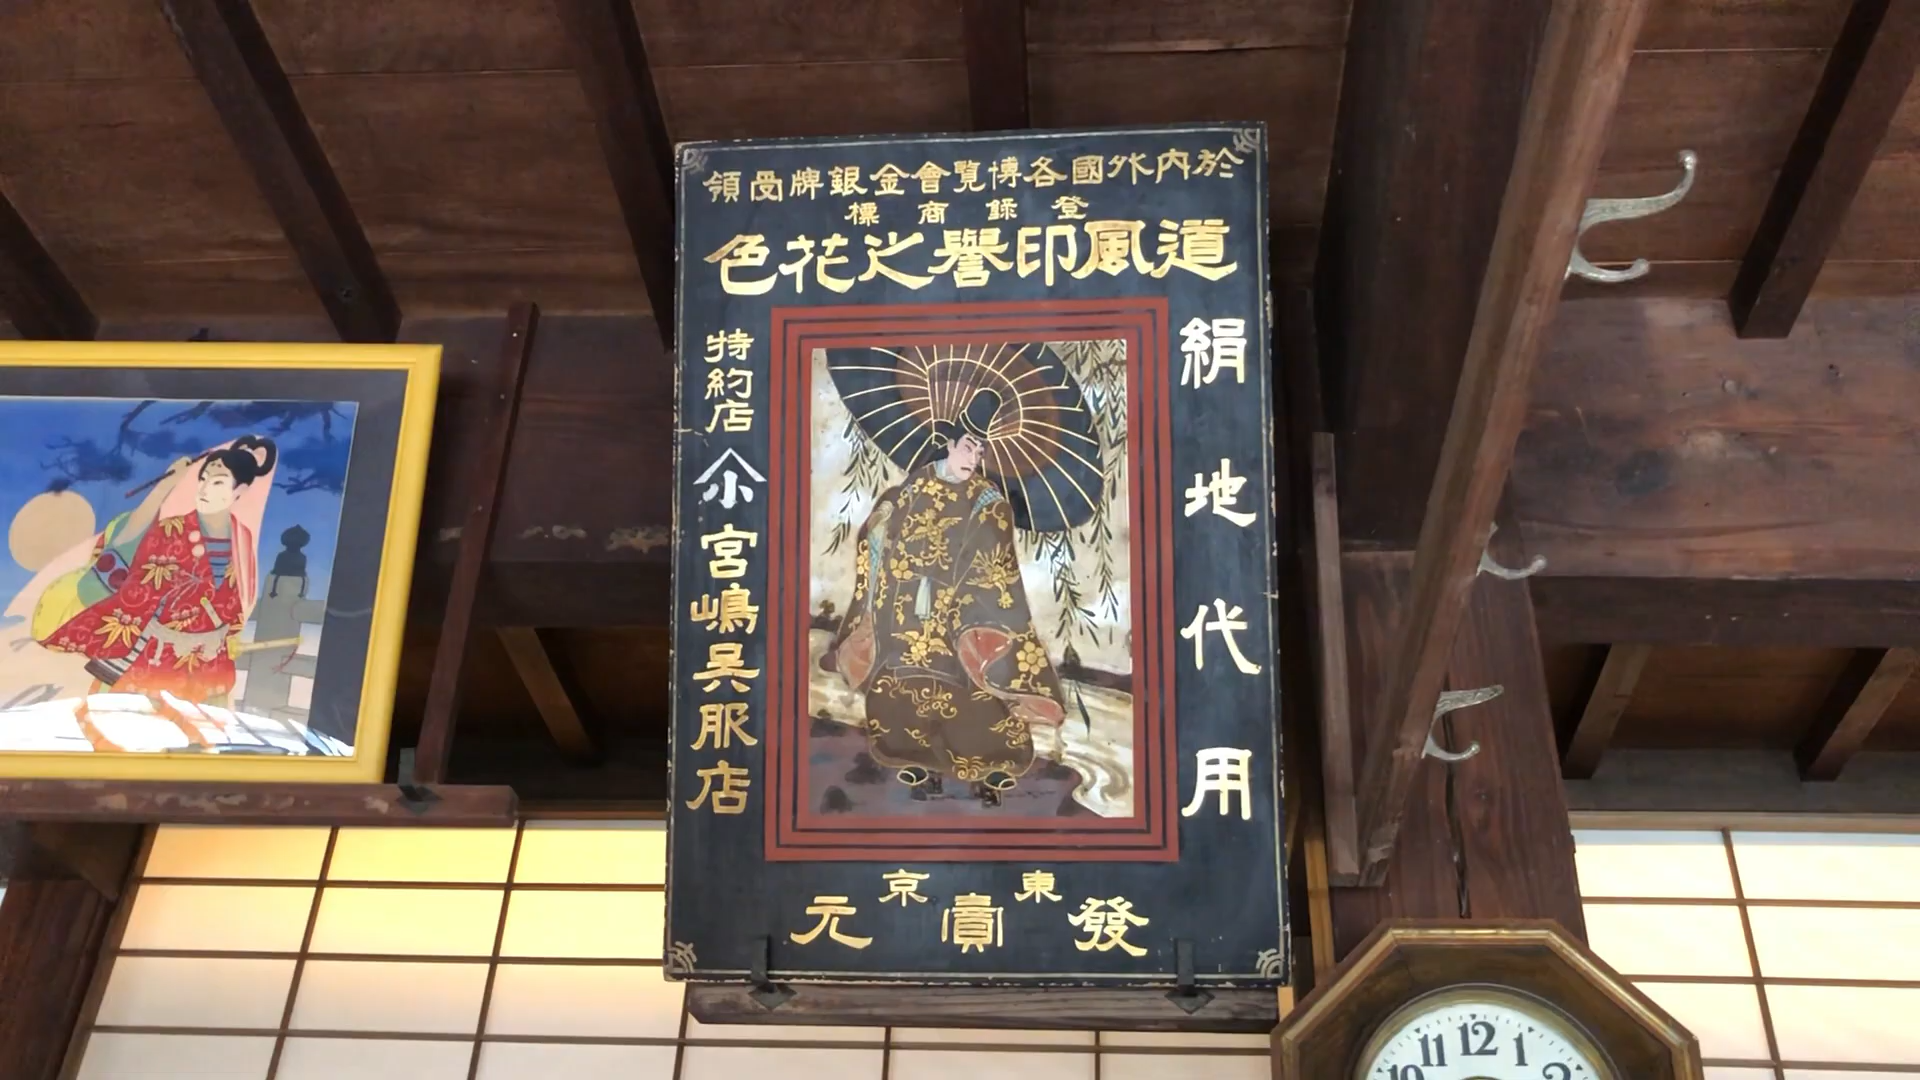 於内外國各博覧會金銀牌受領
登録商標
道風印譽之花色
絹地代用
特約店
宮嶋呉服店
東京
發賣元
10 11 12 1 2